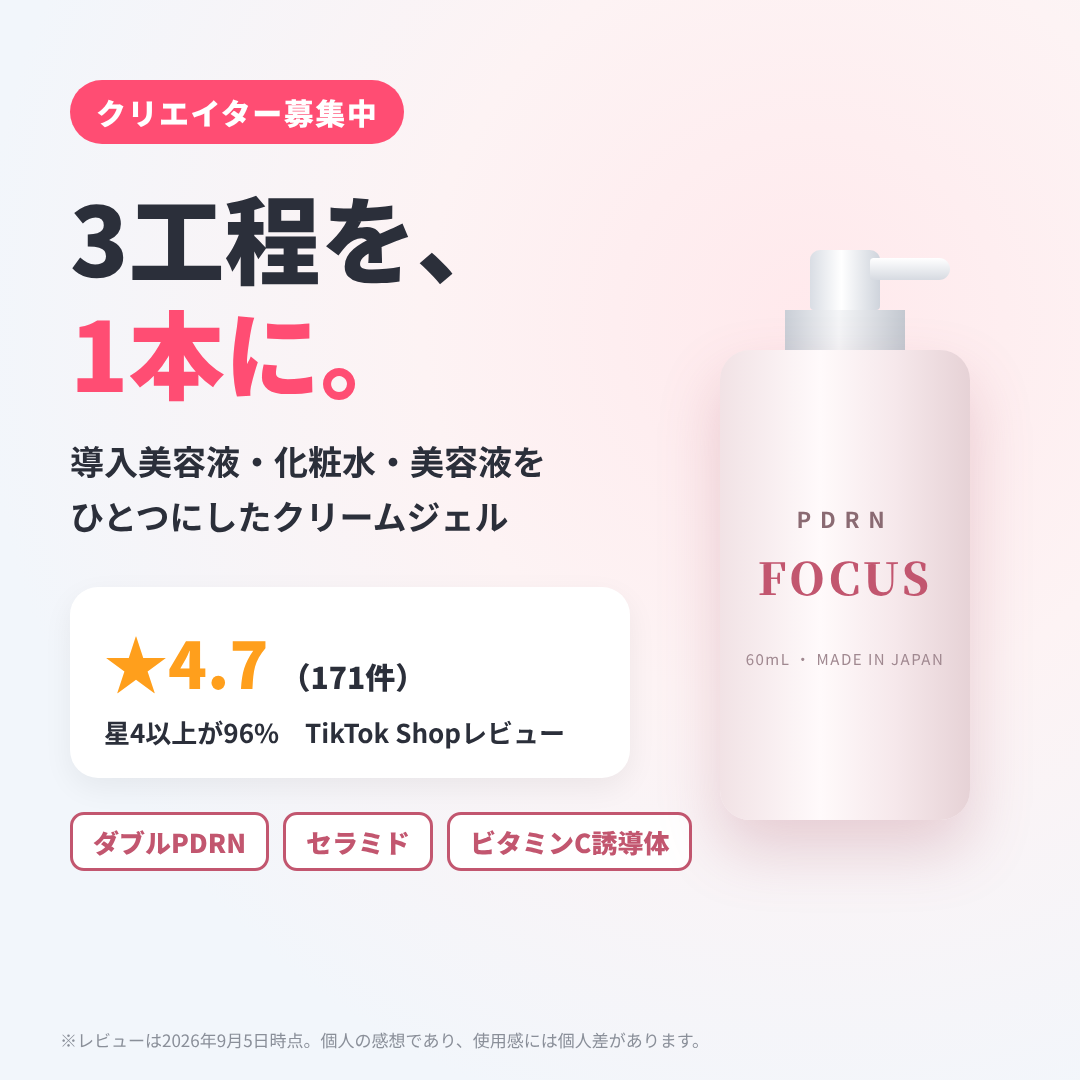 クリエイター募集中
3工程を、
1本に。
導入美容液・化粧水・美容液を
ひとつにしたクリームジェル
★4.7（171件）
星4以上が96%　TikTok Shopレビュー
ダブルPDRN
セラミド
ビタミンC誘導体
PDRN
FOCUS
60mL ・ MADE IN JAPAN
※レビューは2026年9月5日時点。個人の感想であり、使用感には個人差があります。